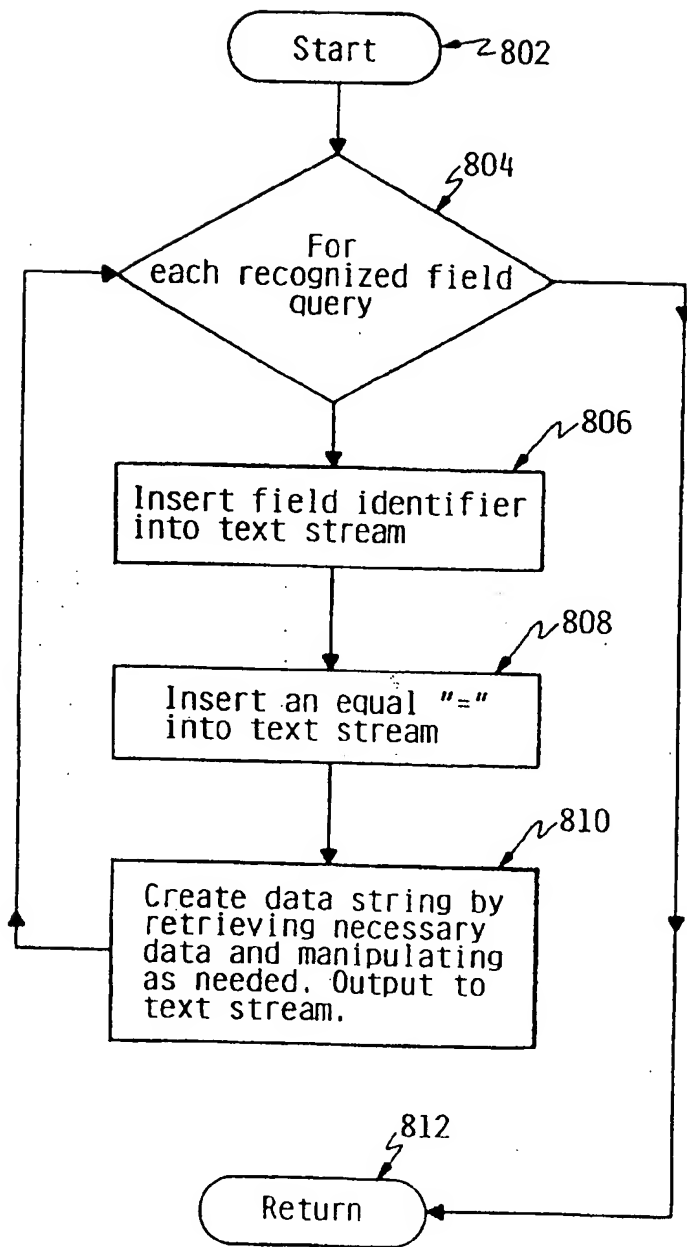 Start
802
804
For
each recognized field
query
806
Insert field identifier
into text stream
808
Insert an equal "="
into text stream
810
Create data string by
retrieving necessary
data and manipulating
as needed. Output to
text stream.
812
Return